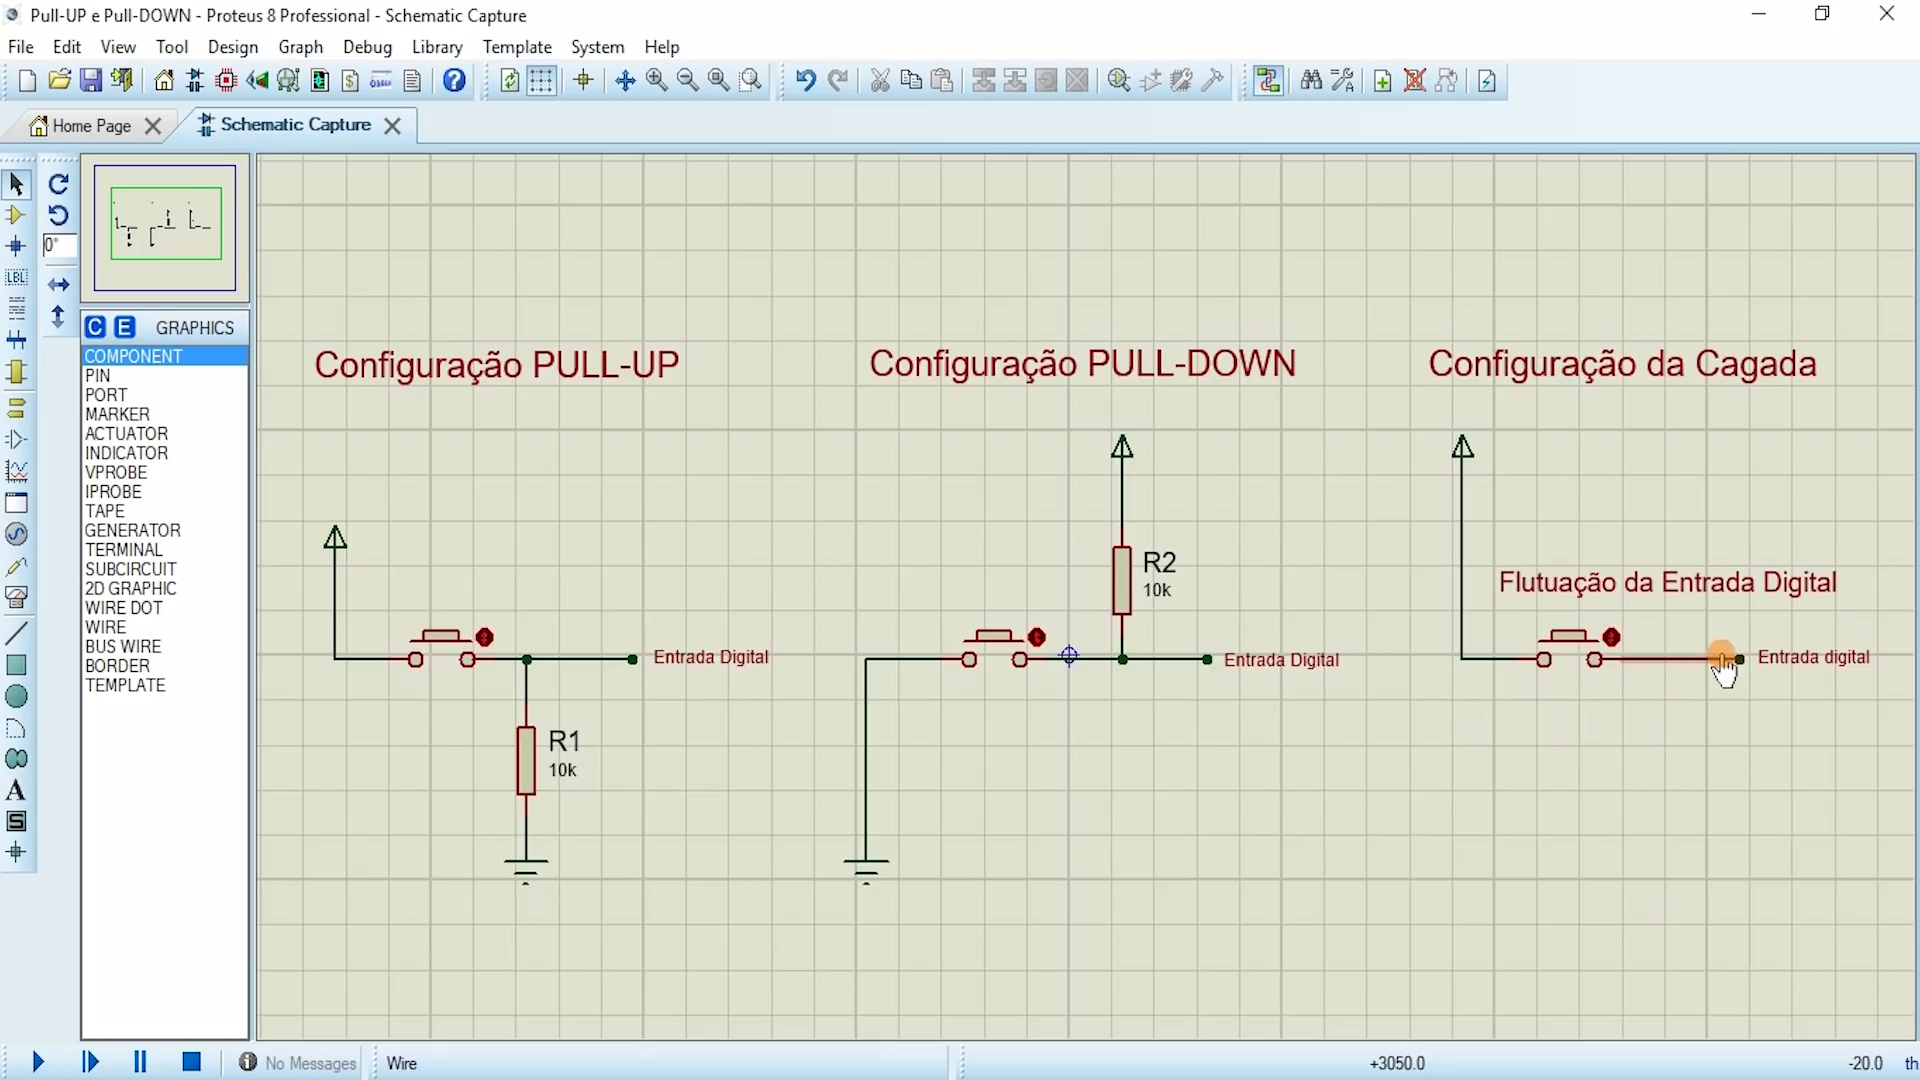 Pull-UP e Pull-DOWN - Proteus 8 Professional - Schematic Capture
File Edit View Tool Design Graph Debug Library Template System Help
Home Page
Schematic Capture
0°
LBL
C E GRAPHICS
COMPONENT
PIN
PORT
MARKER
ACTUATOR
INDICATOR
VPROBE
IPROBE
TAPE
GENERATOR
TERMINAL
SUBCIRCUIT
2D GRAPHIC
WIRE DOT
WIRE
BUS WIRE
BORDER
TEMPLATE
A
S
Configuração PULL-UP
Entrada Digital
R1
10k
Configuração PULL-DOWN
R2
10k
Entrada Digital
Configuração da Cagada
Flutuação da Entrada Digital
Entrada digital
No Messages
Wire
+3050.0
-20.0
th